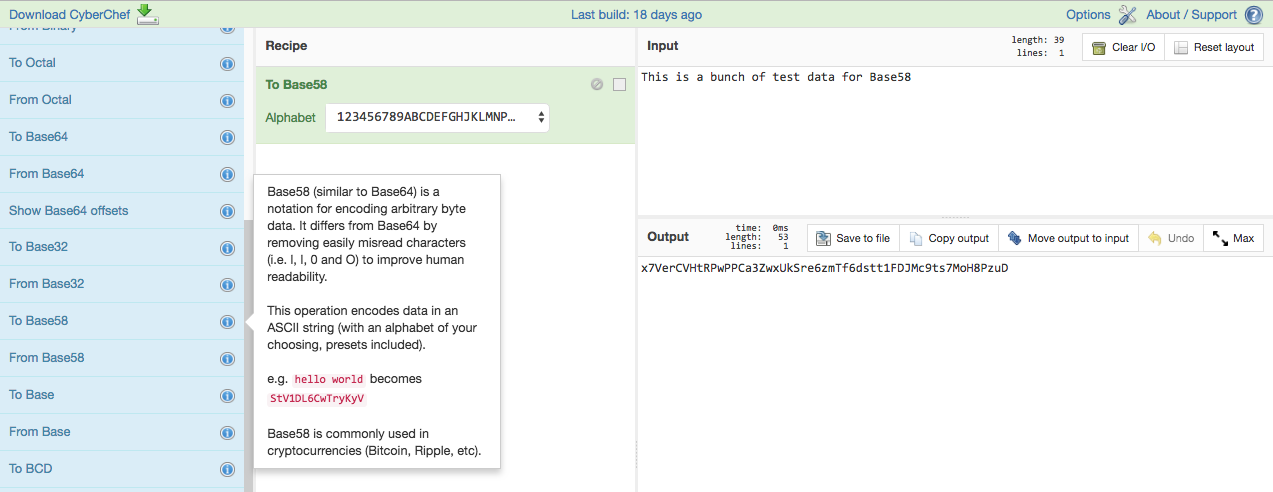 Download CyberChef
Last build: 18 days ago
Options
About / Support
From Binary
To Octal
From Octal
To Base64
From Base64
Show Base64 offsets
To Base32
From Base32
To Base58
From Base58
To Base
From Base
To BCD
Recipe
To Base58
Alphabet
123456789ABCDEFGHJKLMNP...
Base58 (similar to Base64) is a
notation for encoding arbitrary byte
data. It differs from Base64 by
removing easily misread characters
(i.e. l, I, 0 and O) to improve human
readability.
This operation encodes data in an
ASCII string (with an alphabet of your
choosing, presets included).
e.g. hello world becomes
StV1DL6CwTryKyV
Base58 is commonly used in
cryptocurrencies (Bitcoin, Ripple, etc).
Input
length: 39
lines: 1
Clear I/O
Reset layout
This is a bunch of test data for Base58
Output
time: 0ms
length: 53
lines: 1
Save to file
Copy output
Move output to input
Undo
Max
x7VerCVHtRPwPPCa3ZwxUkSre6zmTf6dstt1FDJMc9ts7MoH8PzuD